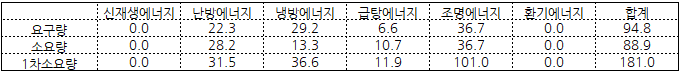 신재생에너지 난방에너지 냉방에너지 급탕에너지 조명에너지 환기에너지 합계
요구량 0.0 22.3 29.2 6.6 36.7 0.0 94.8
소요량 0.0 28.2 13.3 10.7 36.7 0.0 88.9
1차소요량 0.0 31.5 36.6 11.9 101.0 0.0 181.0